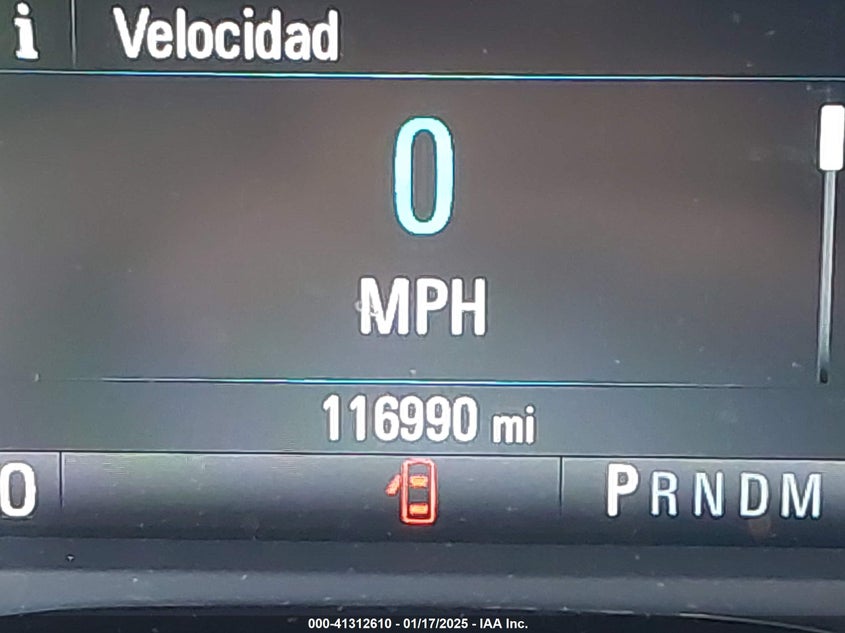 i Velocidad
0
MPH
116990 mi
0 PRNDM
000-41312610 - 01/17/2025 - IAA Inc.